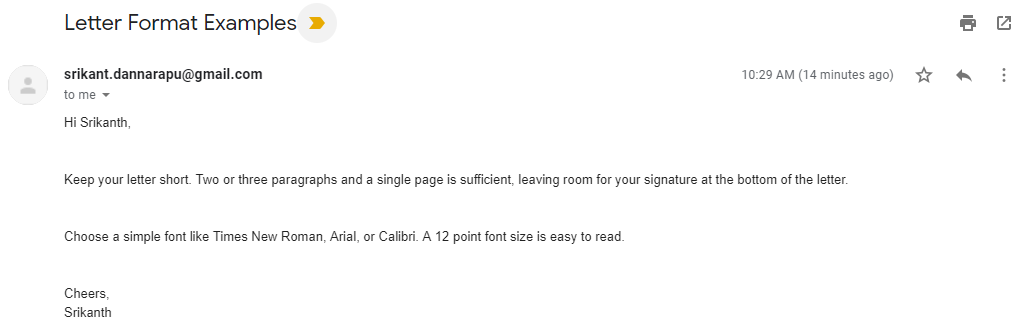 Letter Format Examples
srikant.dannarapu@gmail.com 10:29 AM (14 minutes ago)
to me
Hi Srikanth,
Keep your letter short. Two or three paragraphs and a single page is sufficient, leaving room for your signature at the bottom of the letter.
Choose a simple font like Times New Roman, Arial, or Calibri. A 12 point font size is easy to read.
Cheers,
Srikanth